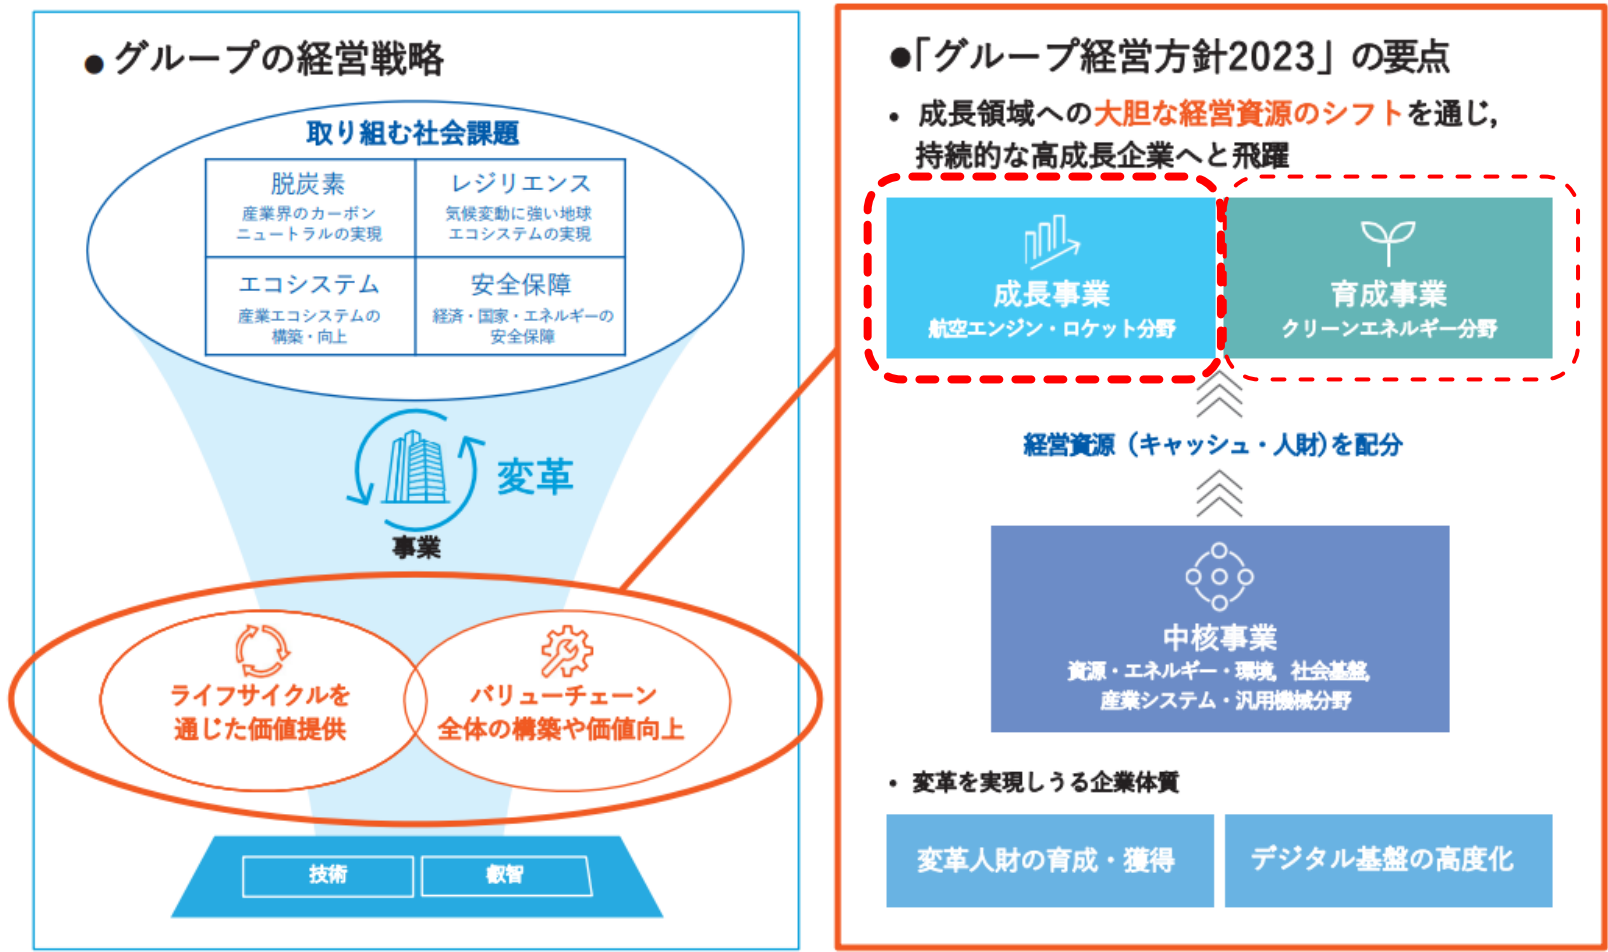 ● グループの経営戦略
取り組む社会課題
脱炭素
産業界のカーボン
ニュートラルの実現
レジリエンス
気候変動に強い地球
エコシステムの実現
エコシステム
産業エコシステムの
構築・向上
安全保障
経済・国家・エネルギーの
安全保障
変革
事業
ライフサイクルを
通じた価値提供
バリューチェーン
全体の構築や価値向上
技術
叡智
●「グループ経営方針2023」の要点
• 成長領域への大胆な経営資源のシフトを通じ,
持続的な高成長企業へと飛躍
成長事業
航空エンジン・ロケット分野
育成事業
クリーンエネルギー分野
経営資源（キャッシュ・人財)を配分
中核事業
資源・エネルギー・環境, 社会基盤,
産業システム・汎用機械分野
• 変革を実現しうる企業体質
変革人財の育成・獲得
デジタル基盤の高度化